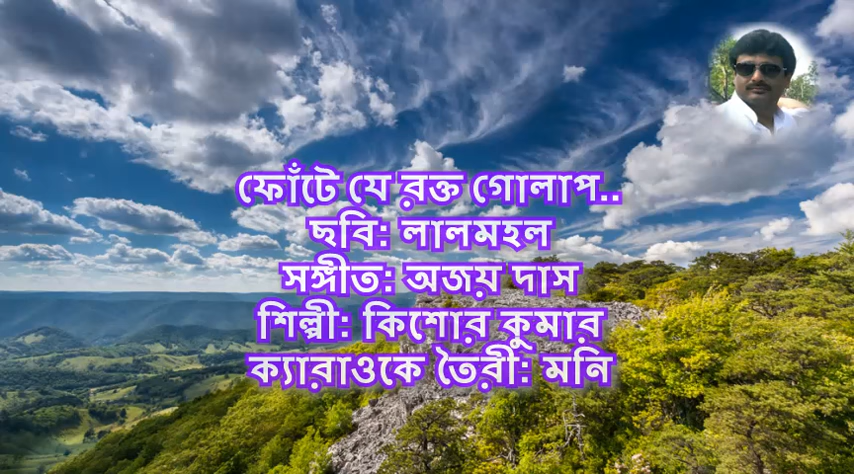 ফোঁটে যে রক্ত গোলাপ..
ছবি: লালমহল
সঙ্গীত: অজয় দাস
শিল্পী: কিশোর কুমার
ক্যারাওকে তৈরী: মনি